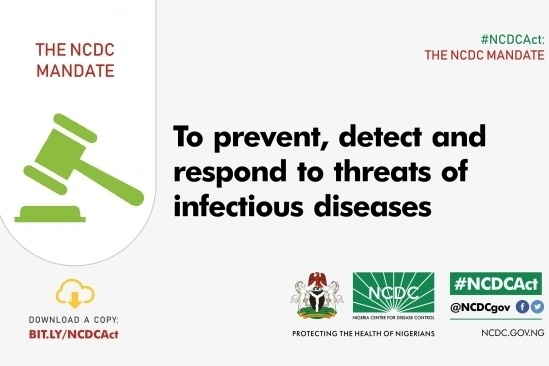 THE NCDC
MANDATE
#NCDCAct:
THE NCDC MANDATE
To prevent, detect and
respond to threats of
infectious diseases
DOWNLOAD A COPY:
BIT.LY/NCDCAct
NCDC
NIGERIA CENTRE FOR DISEASE CONTROL
PROTECTING THE HEALTH OF NIGERIANS
#NCDCAct
@NCDCgov
NCDC.GOV.NG